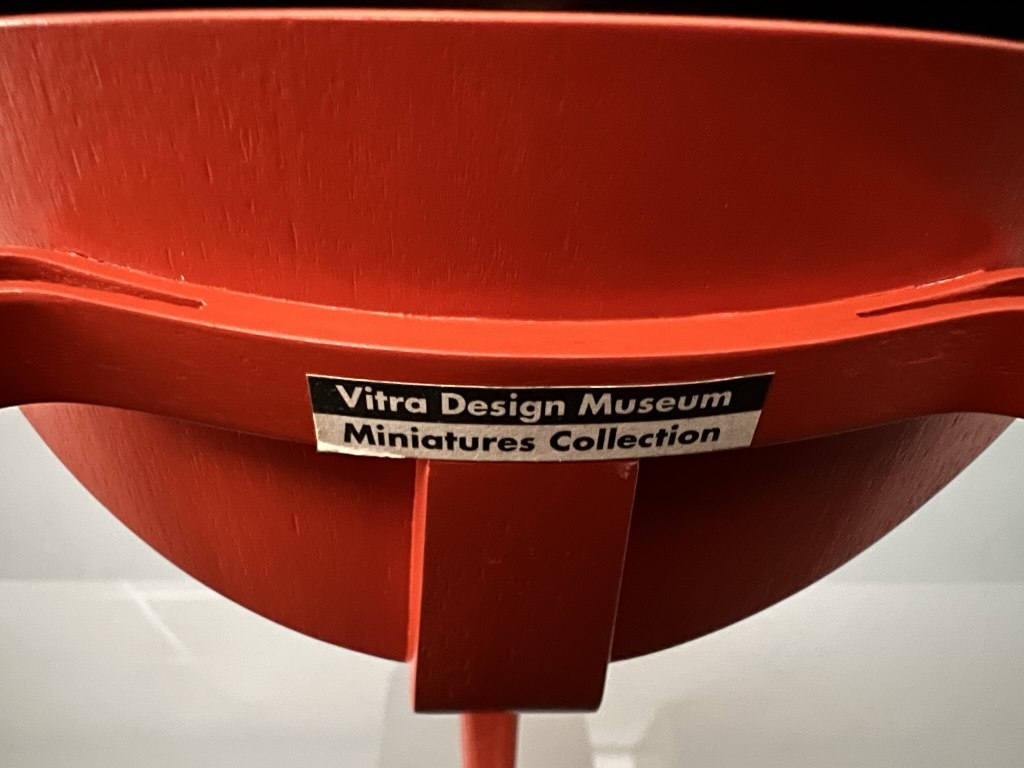 Vitra Design Museum
Miniatures Collection